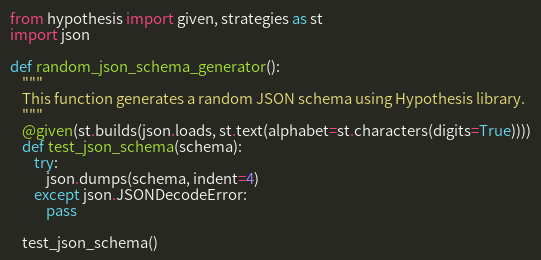 from hypothesis import given, strategies as st
import json

def random_json_schema_generator():
    """
    This function generates a random JSON schema using Hypothesis library.
    """
    @given(st.builds(json.loads, st.text(alphabet=st.characters(digits=True))))
    def test_json_schema(schema):
        try:
            json.dumps(schema, indent=4)
        except json.JSONDecodeError:
            pass

    test_json_schema()